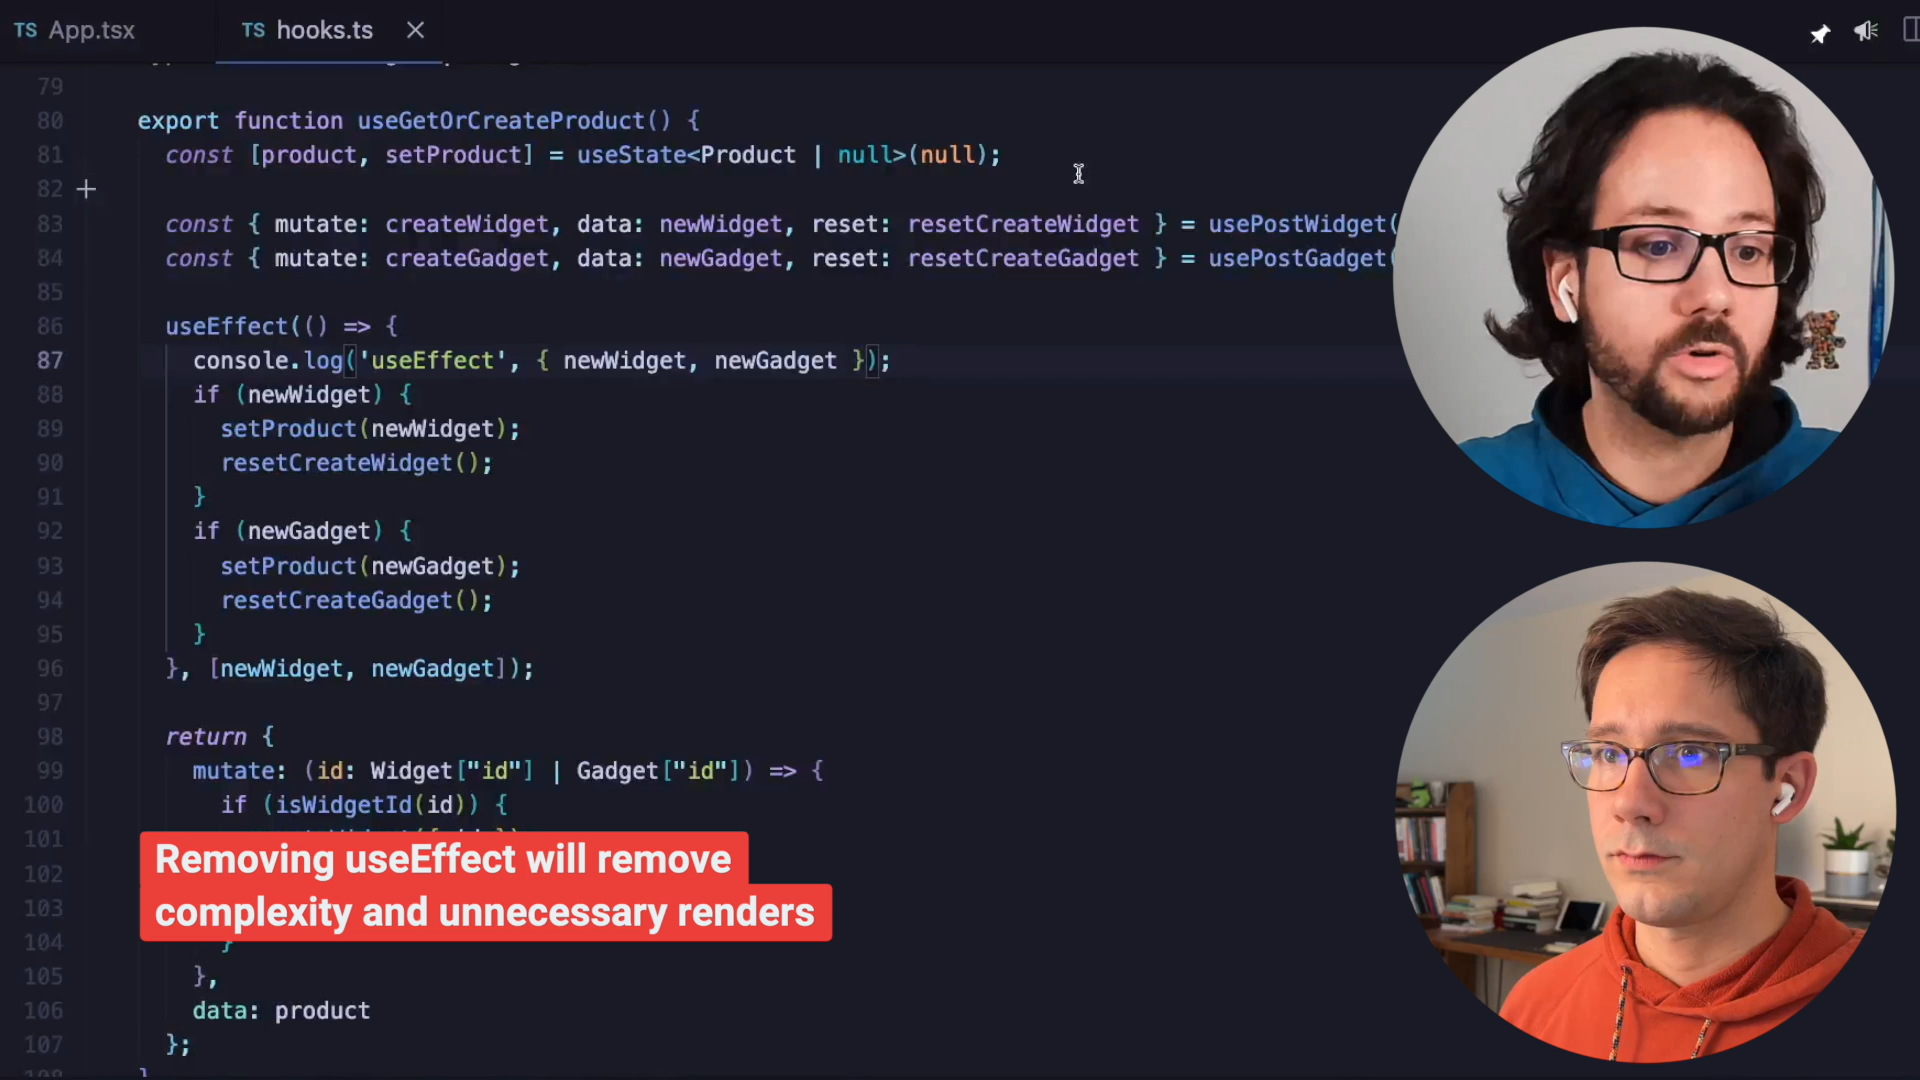 TS App.tsx
TS hooks.ts
79
80 export function useGetOrCreateProduct() {
81 const [product, setProduct] = useState<Product | null>(null);
82
83 const { mutate: createWidget, data: newWidget, reset: resetCreateWidget } = usePostWidget(
84 const { mutate: createGadget, data: newGadget, reset: resetCreateGadget } = usePostGadget(
85
86 useEffect(() => {
87 console.log('useEffect', { newWidget, newGadget });
88 if (newWidget) {
89 setProduct(newWidget);
90 resetCreateWidget();
91 }
92 if (newGadget) {
93 setProduct(newGadget);
94 resetCreateGadget();
95 }
96 }, [newWidget, newGadget]);
97
98 return {
99 mutate: (id: Widget["id"] | Gadget["id"]) => {
100 if (isWidgetId(id)) {
101
102
103
104 }
105 },
106 data: product
107 };
Removing useEffect will remove
complexity and unnecessary renders